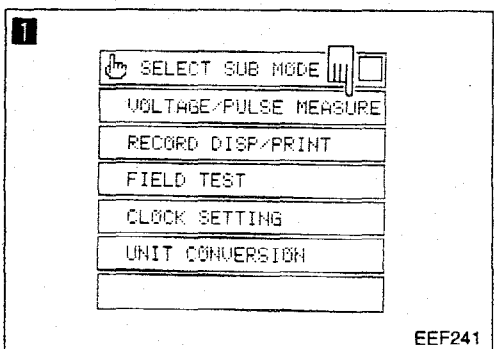 1
SELECT SUB MODE
VOLTAGE/PULSE MEASURE
RECORD DISP/PRINT
FIELD TEST
CLOCK SETTING
UNIT CONVERSION
EEF241